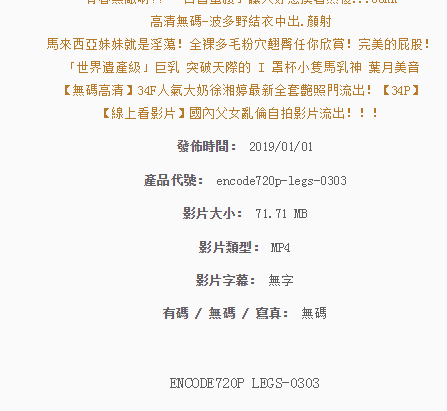 高清無碼-波多野結衣中出.顏射
馬來西亞妹妹就是淫蕩！全裸多毛粉穴翹臀任你欣賞！完美的屁股！
「世界遺產級」巨乳 突破天際的 I 罩杯小隻馬乳神 葉月美音
【無碼高清】34F人氣大奶徐湘婷最新全套艷照門流出！【34P】
【線上看影片】國內父女亂倫自拍影片流出！！！
發佈時間： 2019/01/01
產品代號： encode720p-legs-0303
影片大小： 71.71 MB
影片類型： MP4
影片字幕： 無字
有碼 / 無碼 / 寫真： 無碼
ENCODE720P LEGS-0303